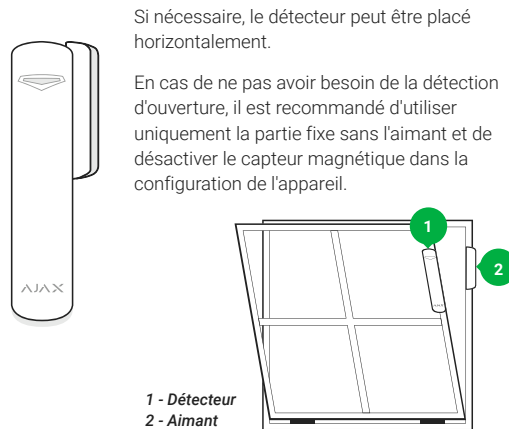 Si nécessaire, le détecteur peut être placé
horizontalement.
En cas de ne pas avoir besoin de la détection
d'ouverture, il est recommandé d'utiliser
uniquement la partie fixe sans l'aimant et de
désactiver le capteur magnétique dans la
configuration de l'appareil.
AJAX
1
2
1 - Détecteur
2 - Aimant